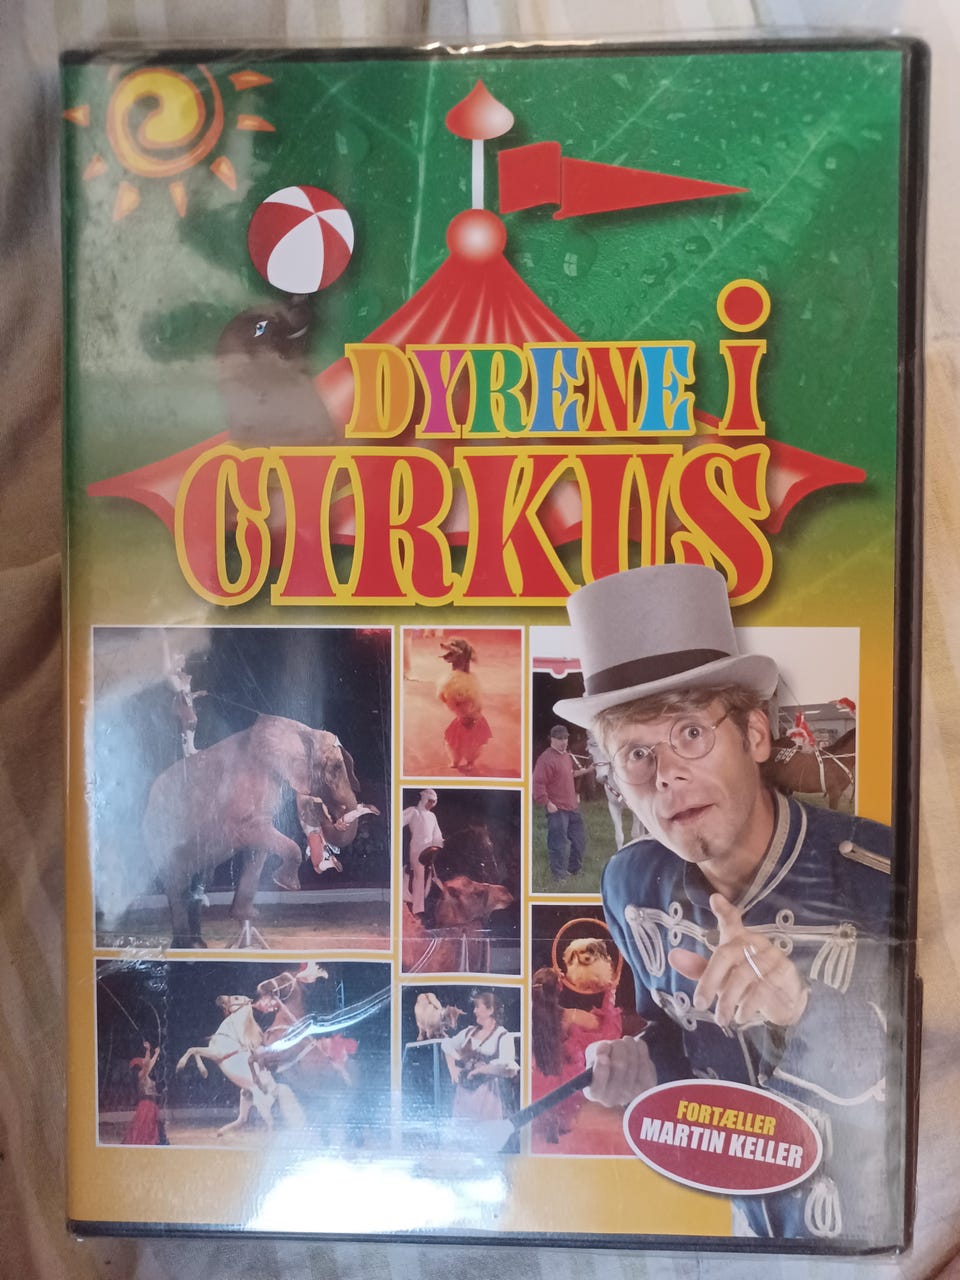 DYRENE i
CIRKUS
FORTÆLLER
MARTIN KELLER